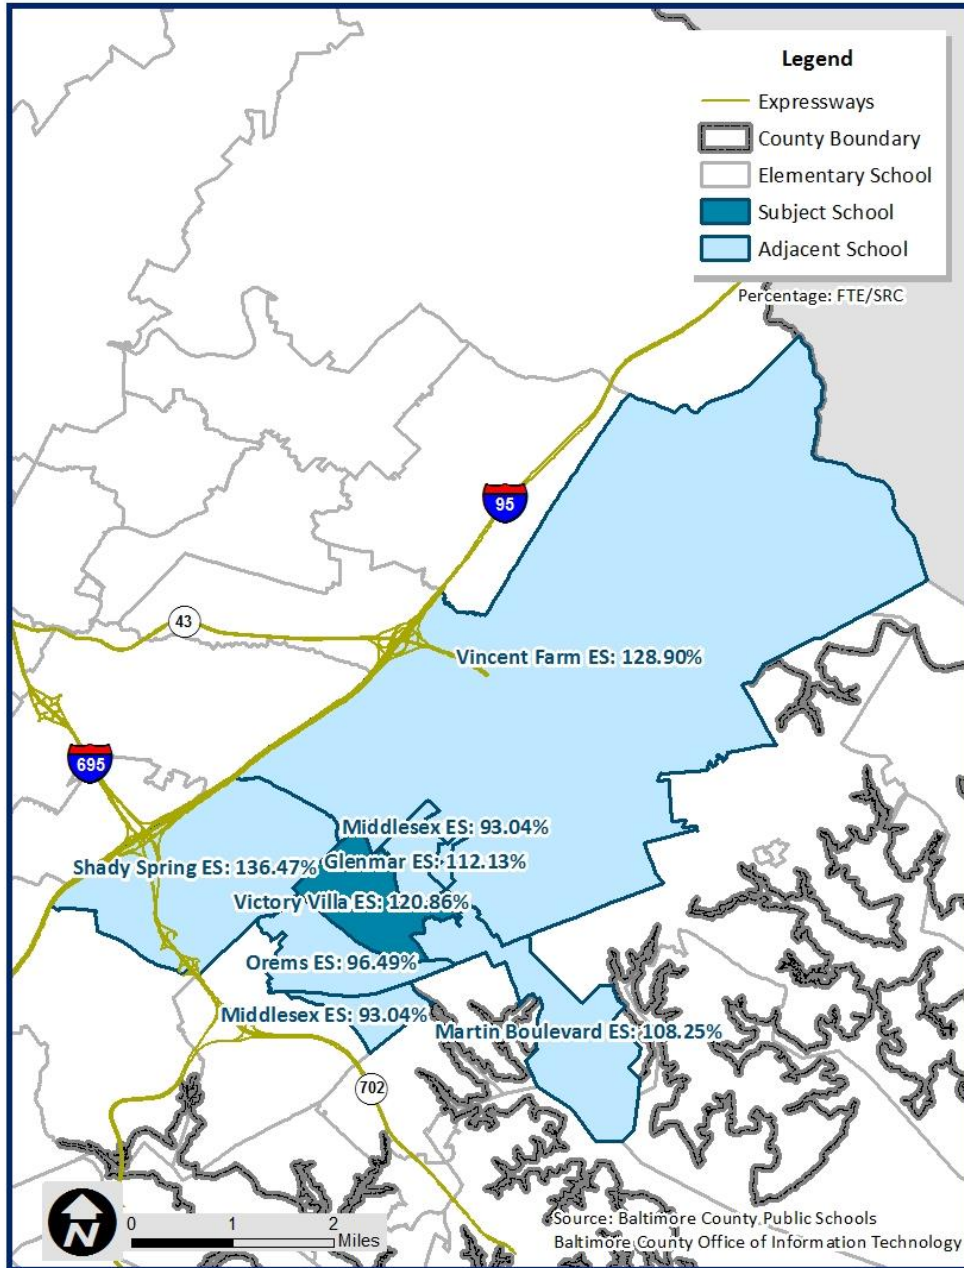 Legend
Expressways
County Boundary
Elementary School
Subject School
Adjacent School
Percentage: FTE/SRC
95
43
Vincent Farm ES: 128.90%
695
Middlesex ES: 93.04%
Shady Spring ES: 136.47%
Glenmar ES: 112.13%
Victory Villa ES: 120.86%
Orems ES: 96.49%
Middlesex ES: 93.04%
Martin Boulevard ES: 108.25%
702
N
0 1 2
Miles
Source: Baltimore County Public Schools
Baltimore County Office of Information Technology